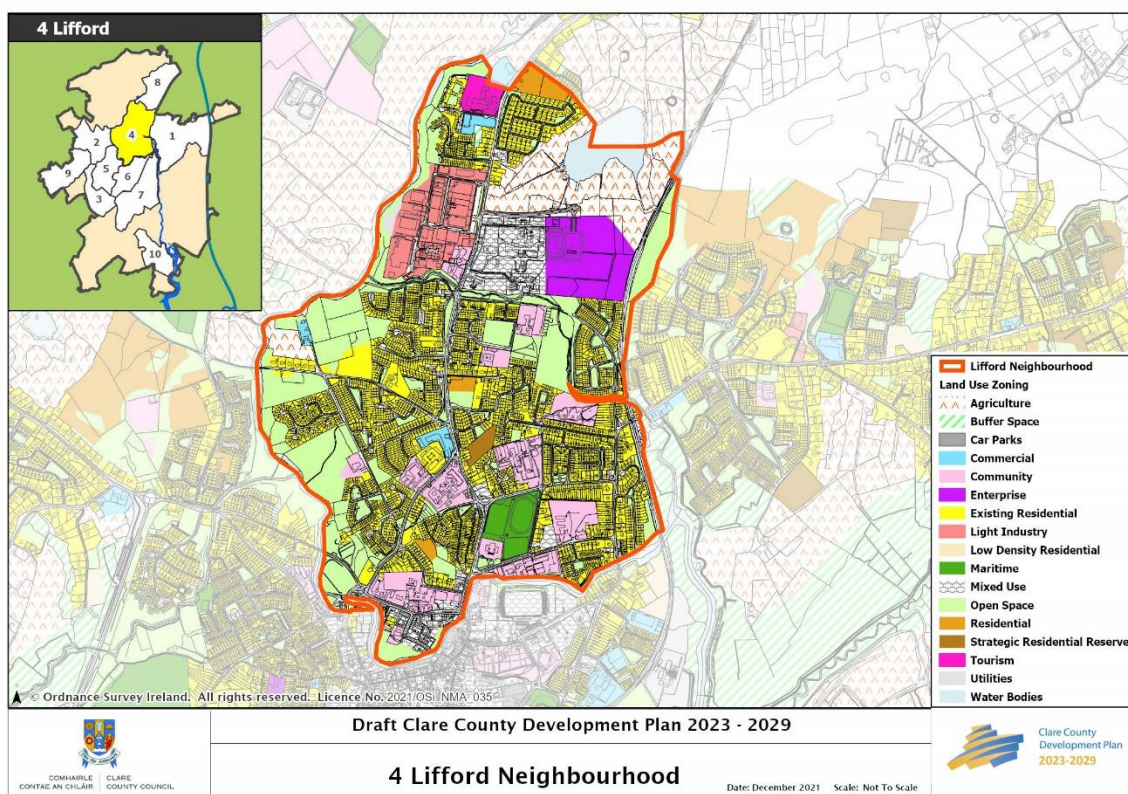 4 Lifford
8
4
1
2
5
6
9
3
7
10
Lifford Neighbourhood
Land Use Zoning
Agriculture
Buffer Space
Car Parks
Commercial
Community
Enterprise
Existing Residential
Light Industry
Low Density Residential
Maritime
Mixed Use
Open Space
Residential
Strategic Residential Reserve
Tourism
Utilities
Water Bodies
© Ordnance Survey Ireland. All rights reserved. Licence No. 2021/OSi_NMA_035
COMHAIRLE
CONTAE AN CHLÁIR
CLARE
COUNTY COUNCIL
Draft Clare County Development Plan 2023 - 2029
4 Lifford Neighbourhood
Date: December 2021 Scale: Not To Scale
Clare County
Development Plan
2023-2029